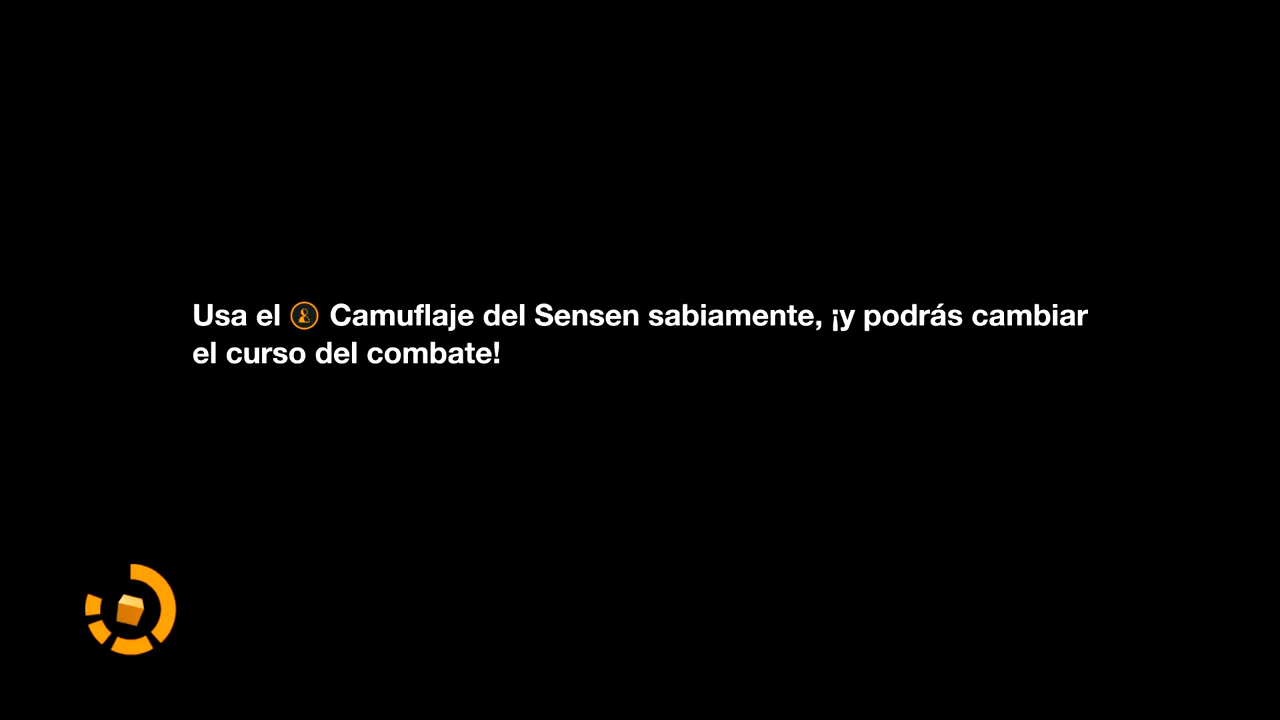 Usa el Camuflaje del Sensen sabiamente, ¡y podrás cambiar
el curso del combate!